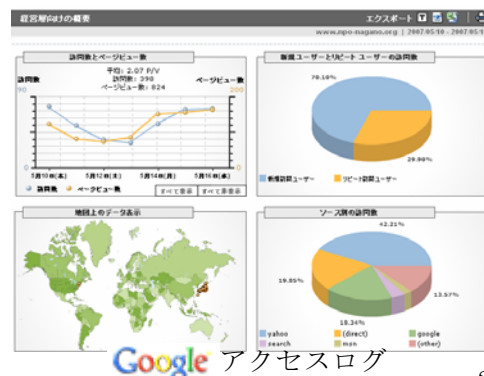 経営層向けの概要
エクスポート
www.npo-nagano.org | 2007/05/10 - 2007/05/1
訪問数とページビュー数
平均: 2.07 P/V
訪問数: 398
ページビュー数: 824
訪問数
90
ページビュー数
200
0
0
5月10日(木) 5月12日(土) 5月14日(月) 5月16日(水)
訪問数 ページビュー数
すべて表示 すべて非表示
新規ユーザーとリピート ユーザーの訪問数
70.10%
29.90%
新規訪問ユーザー リピート訪問ユーザー
地図上のデータ表示
ソース別の訪問数
42.21%
19.85%
13.57%
18.34%
yahoo (direct) google
search msn (other)
Google アクセスログ